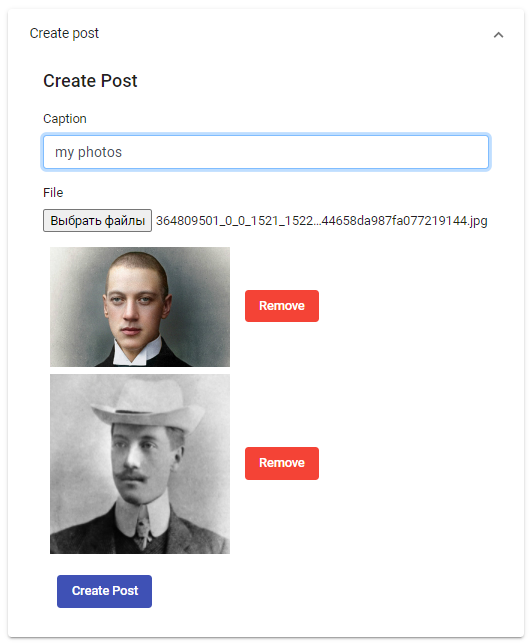 Create post
Create Post
Caption
my photos
File
Выбрать файлы 364809501_0_0_1521_1522...44658da987fa077219144.jpg
Remove
Remove
Create Post